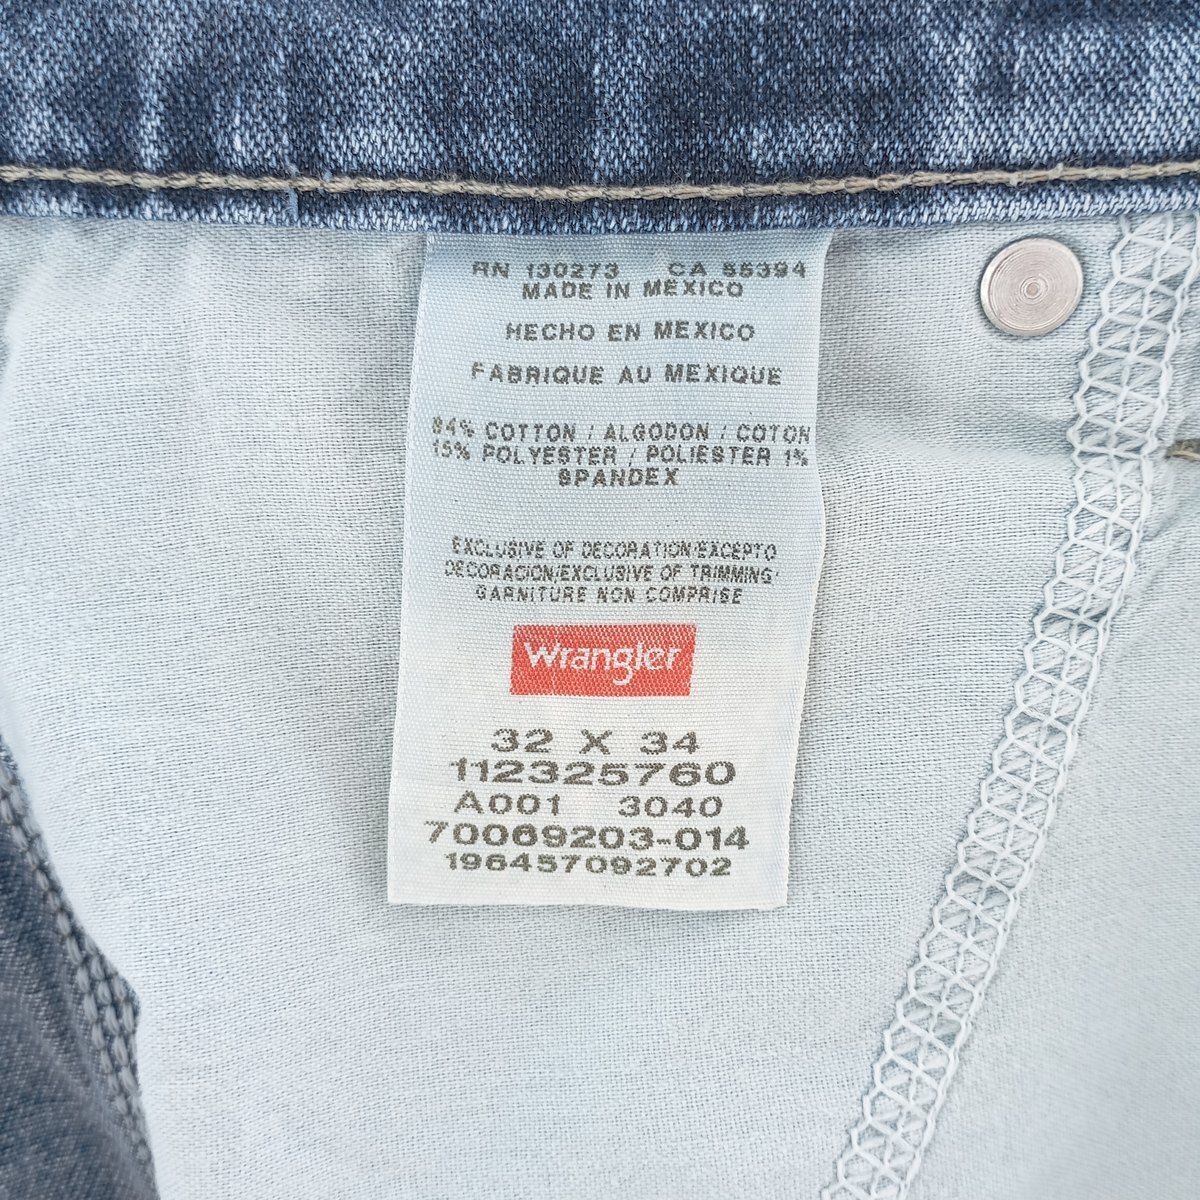 RN 130273 CA 55394
MADE IN MEXICO
HECHO EN MEXICO
FABRIQUE AU MEXIQUE
84% COTTON / ALGODON / COTON
15% POLYESTER / POLIESTER 1%
SPANDEX
EXCLUSIVE OF DECORATION/EXCEPTO
DECORACION/EXCLUSIVE OF TRIMMING/
GARNITURE NON COMPRISE
Wrangler
32 X 34
112325760
A001 3040
70069203-014
196457092702